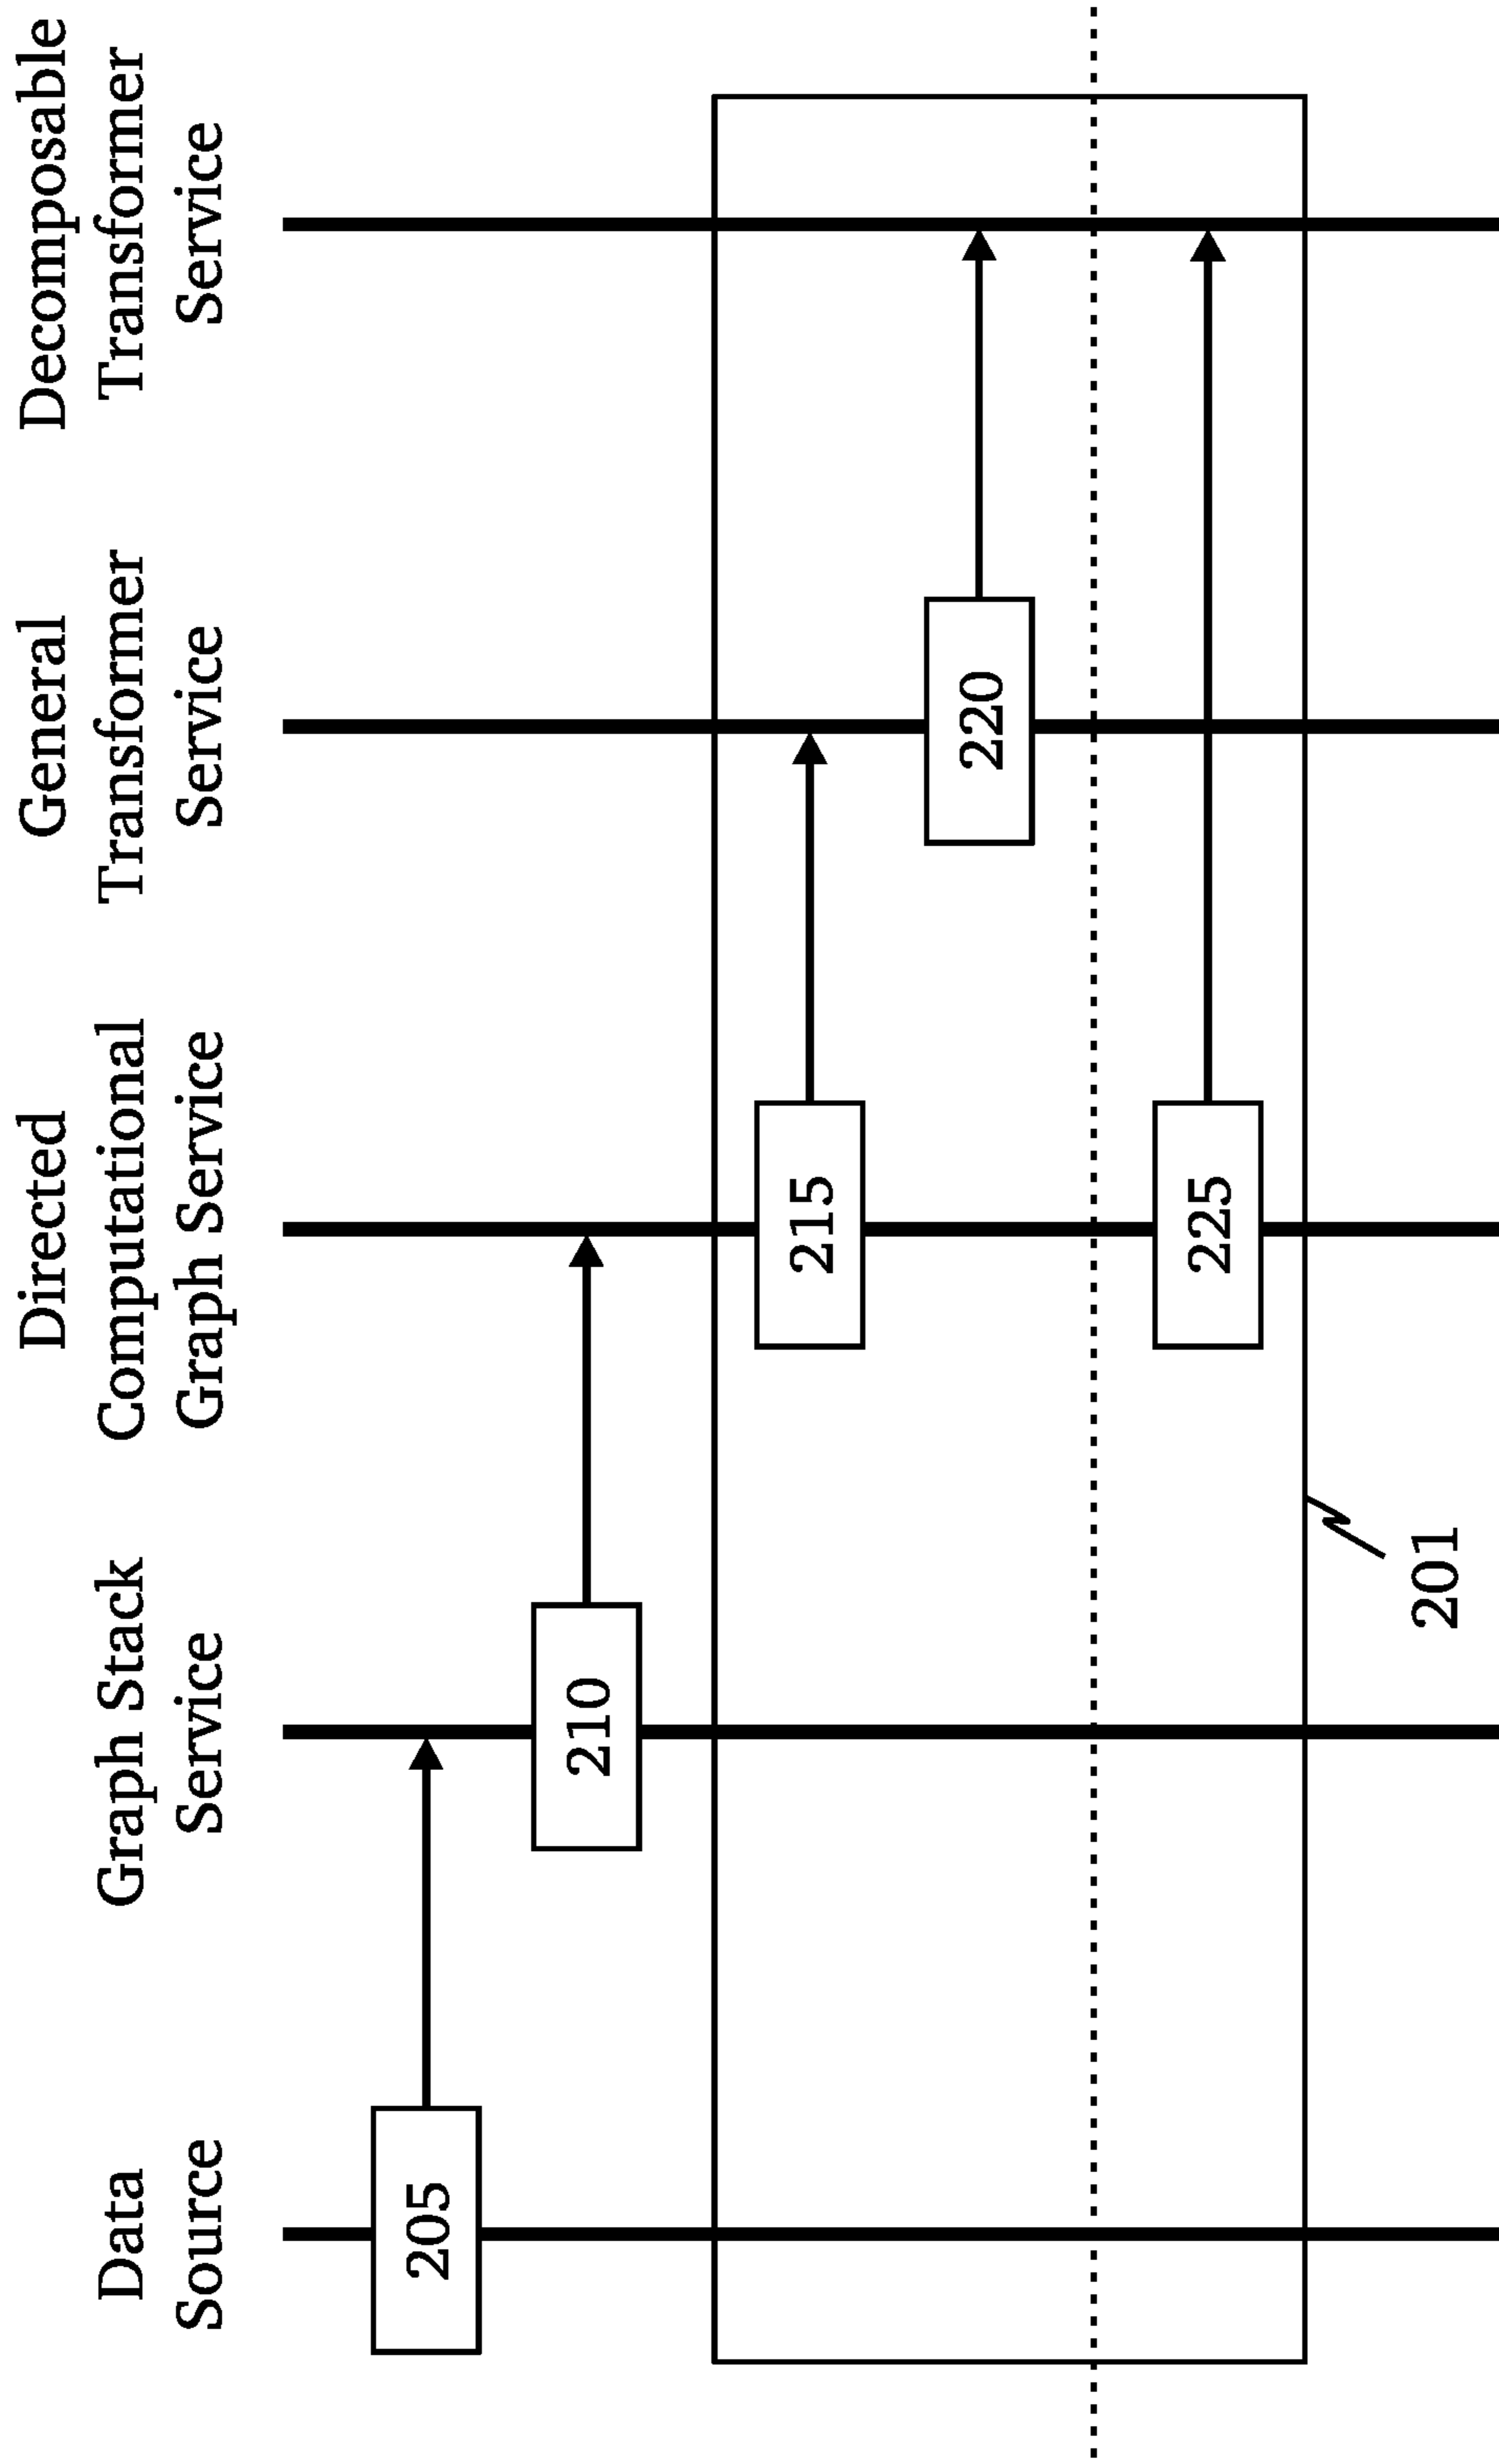 Data
Source
Graph Stack
Service
Directed
Computational
Graph Service
General
Transformer
Service
Decomposable
Transformer
Service
205
210
215
220
225
201